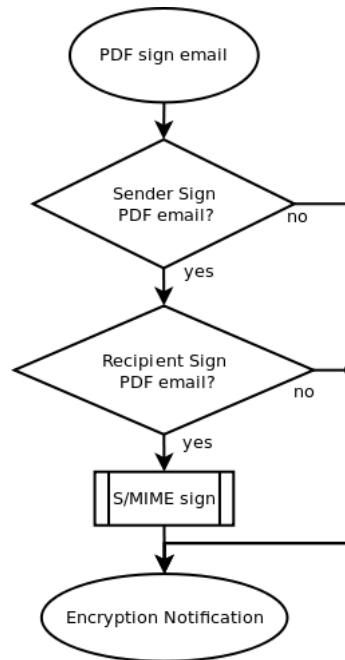 PDF sign email
Sender Sign
PDF email?
no
yes
Recipient Sign
PDF email?
no
yes
S/MIME sign
Encryption Notification